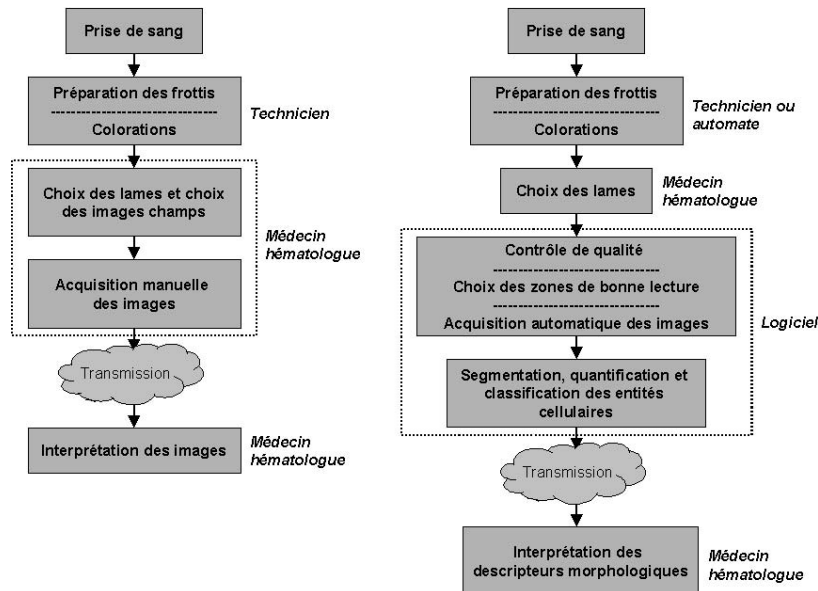 Prise de sang
Préparation des frottis
Colorations
Technicien
Choix des lames et choix
des images champs
Acquisition manuelle
des images
Médecin
hématologue
Transmission
Interprétation des images
Médecin
hématologue
Prise de sang
Préparation des frottis
Colorations
Technicien ou
automate
Choix des lames
Médecin
hématologue
Contrôle de qualité
Choix des zones de bonne lecture
Acquisition automatique des images
Segmentation, quantification et
classification des entités
cellulaires
Logiciel
Transmission
Interprétation des
descripteurs morphologiques
Médecin
hématologue